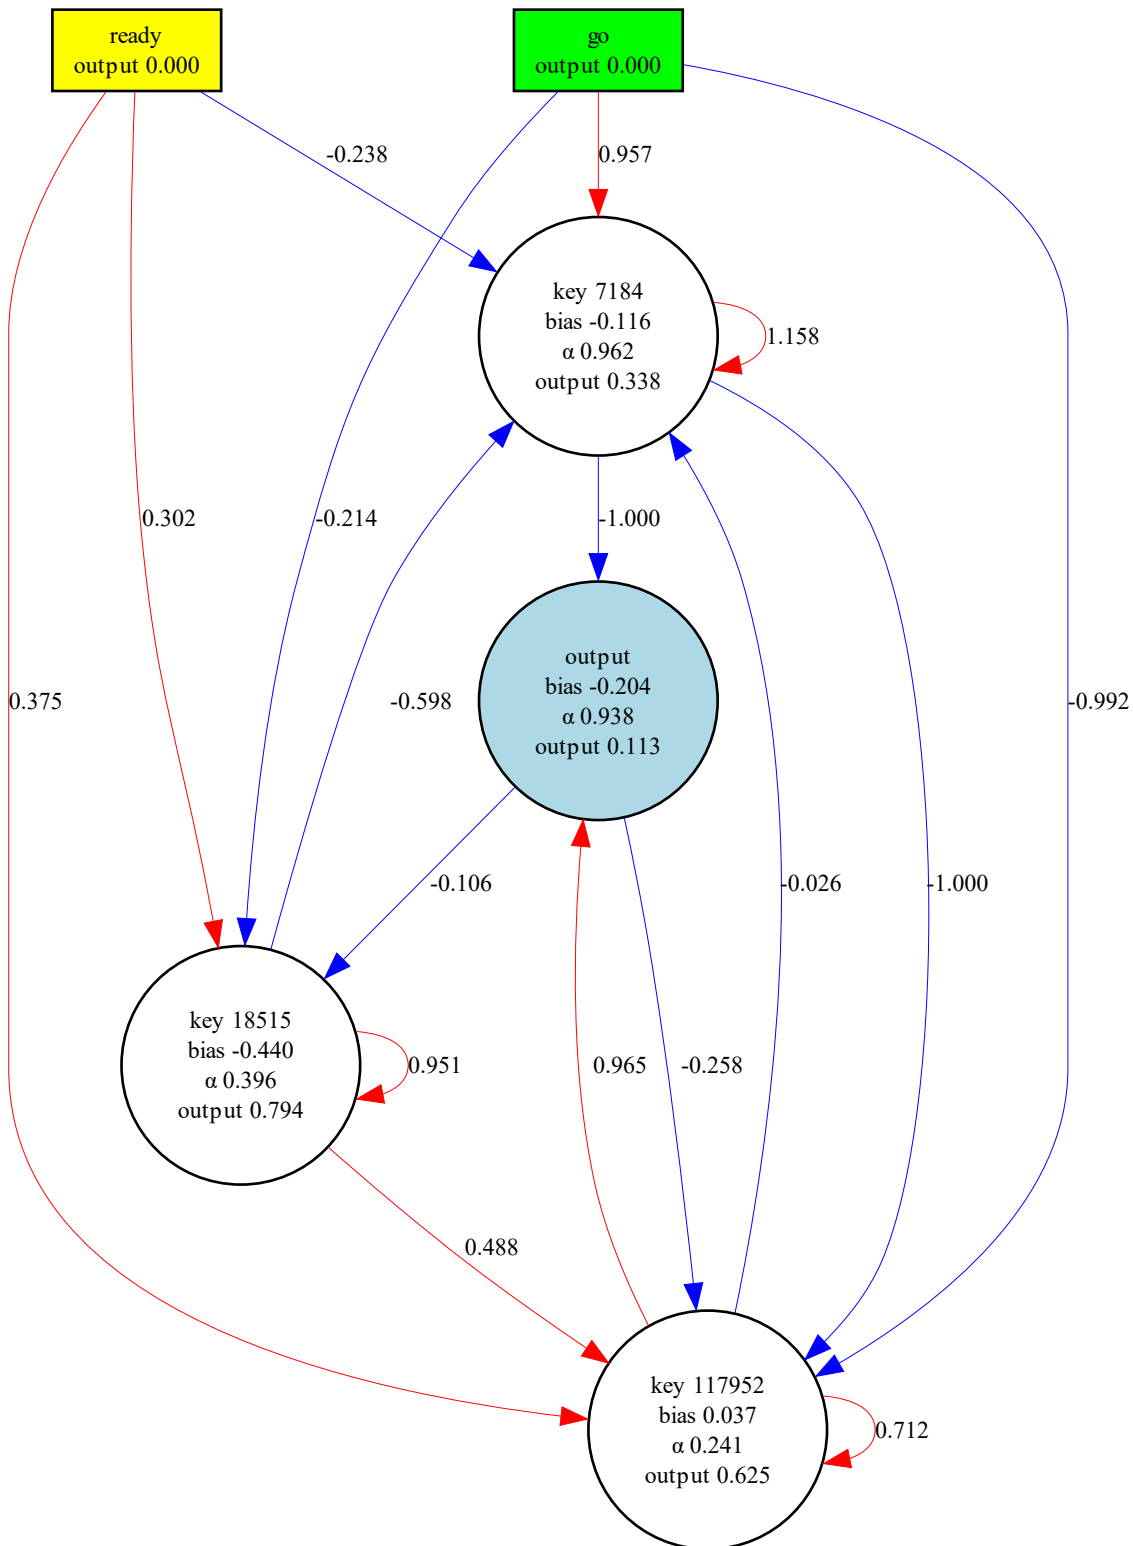 ready
output 0.000
go
output 0.000
-0.238
0.957
key 7184
bias -0.116
α 0.962
output 0.338
1.158
0.302
-0.214
-1.000
output
bias -0.204
α 0.938
output 0.113
0.375
-0.598
-0.992
-0.106
-0.026
-1.000
key 18515
bias -0.440
α 0.396
output 0.794
0.951
0.965
-0.258
0.488
key 117952
bias 0.037
α 0.241
output 0.625
0.712